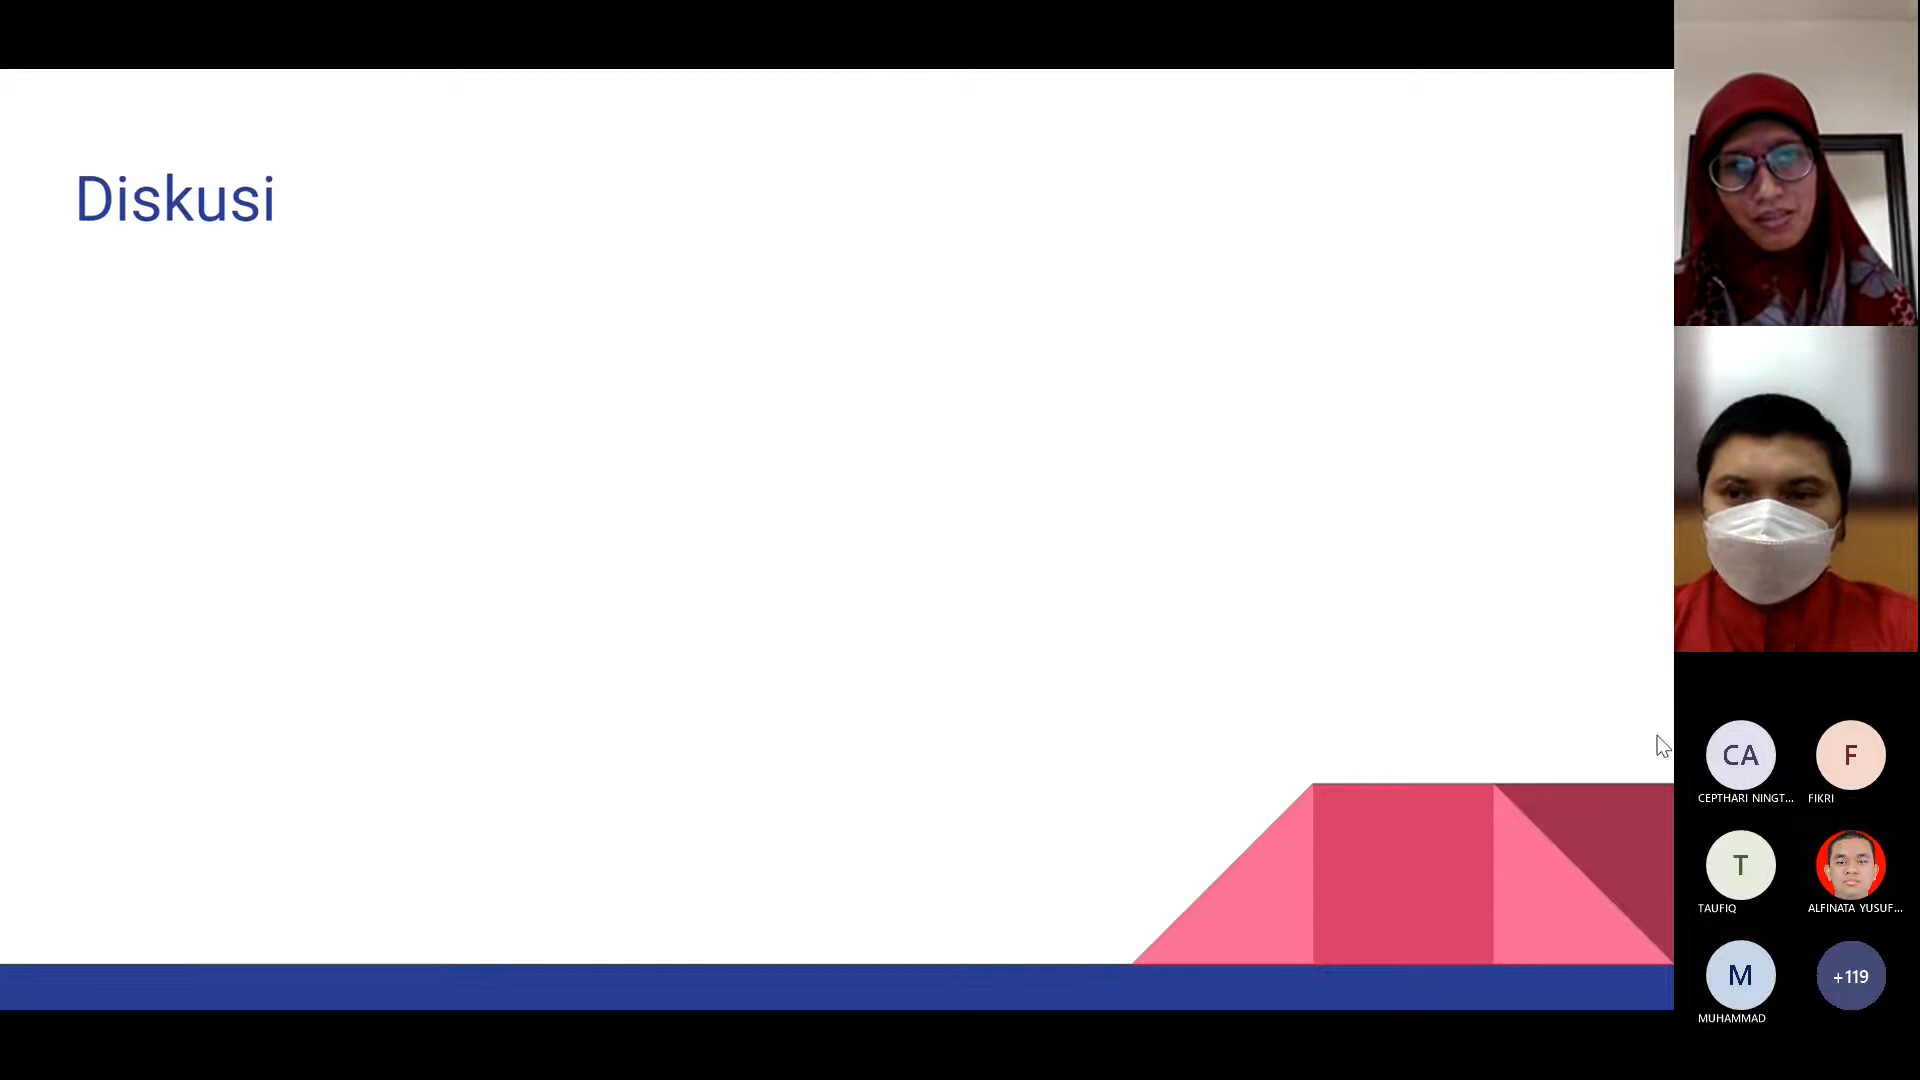 Diskusi
CA
F
CEPTHARI NINGT...
FIKRI
T
TAUFIQ
ALFINATA YUSUF...
M
+119
MUHAMMAD